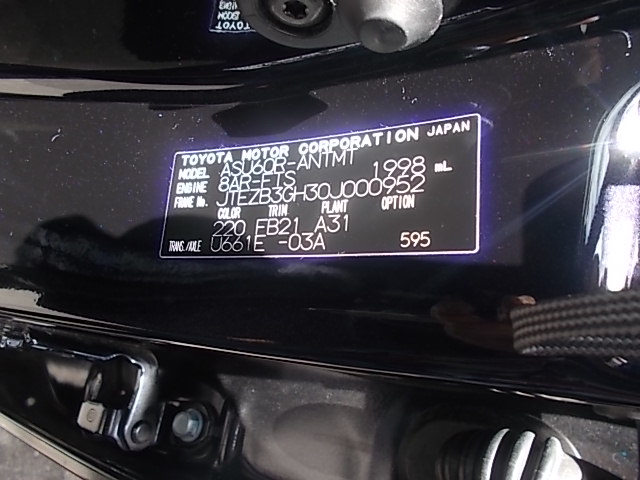 TOYOTA MOTOR CORPORATION JAPAN
MODEL ASU60R-ANTMT
ENGINE 8AR-FTS 1998 mL
FRAME No. JTEZB3GH30J000952
COLOR TRIM PLANT OPTION
220 EB21 A31
TRANS./AXLE U661E -03A 595